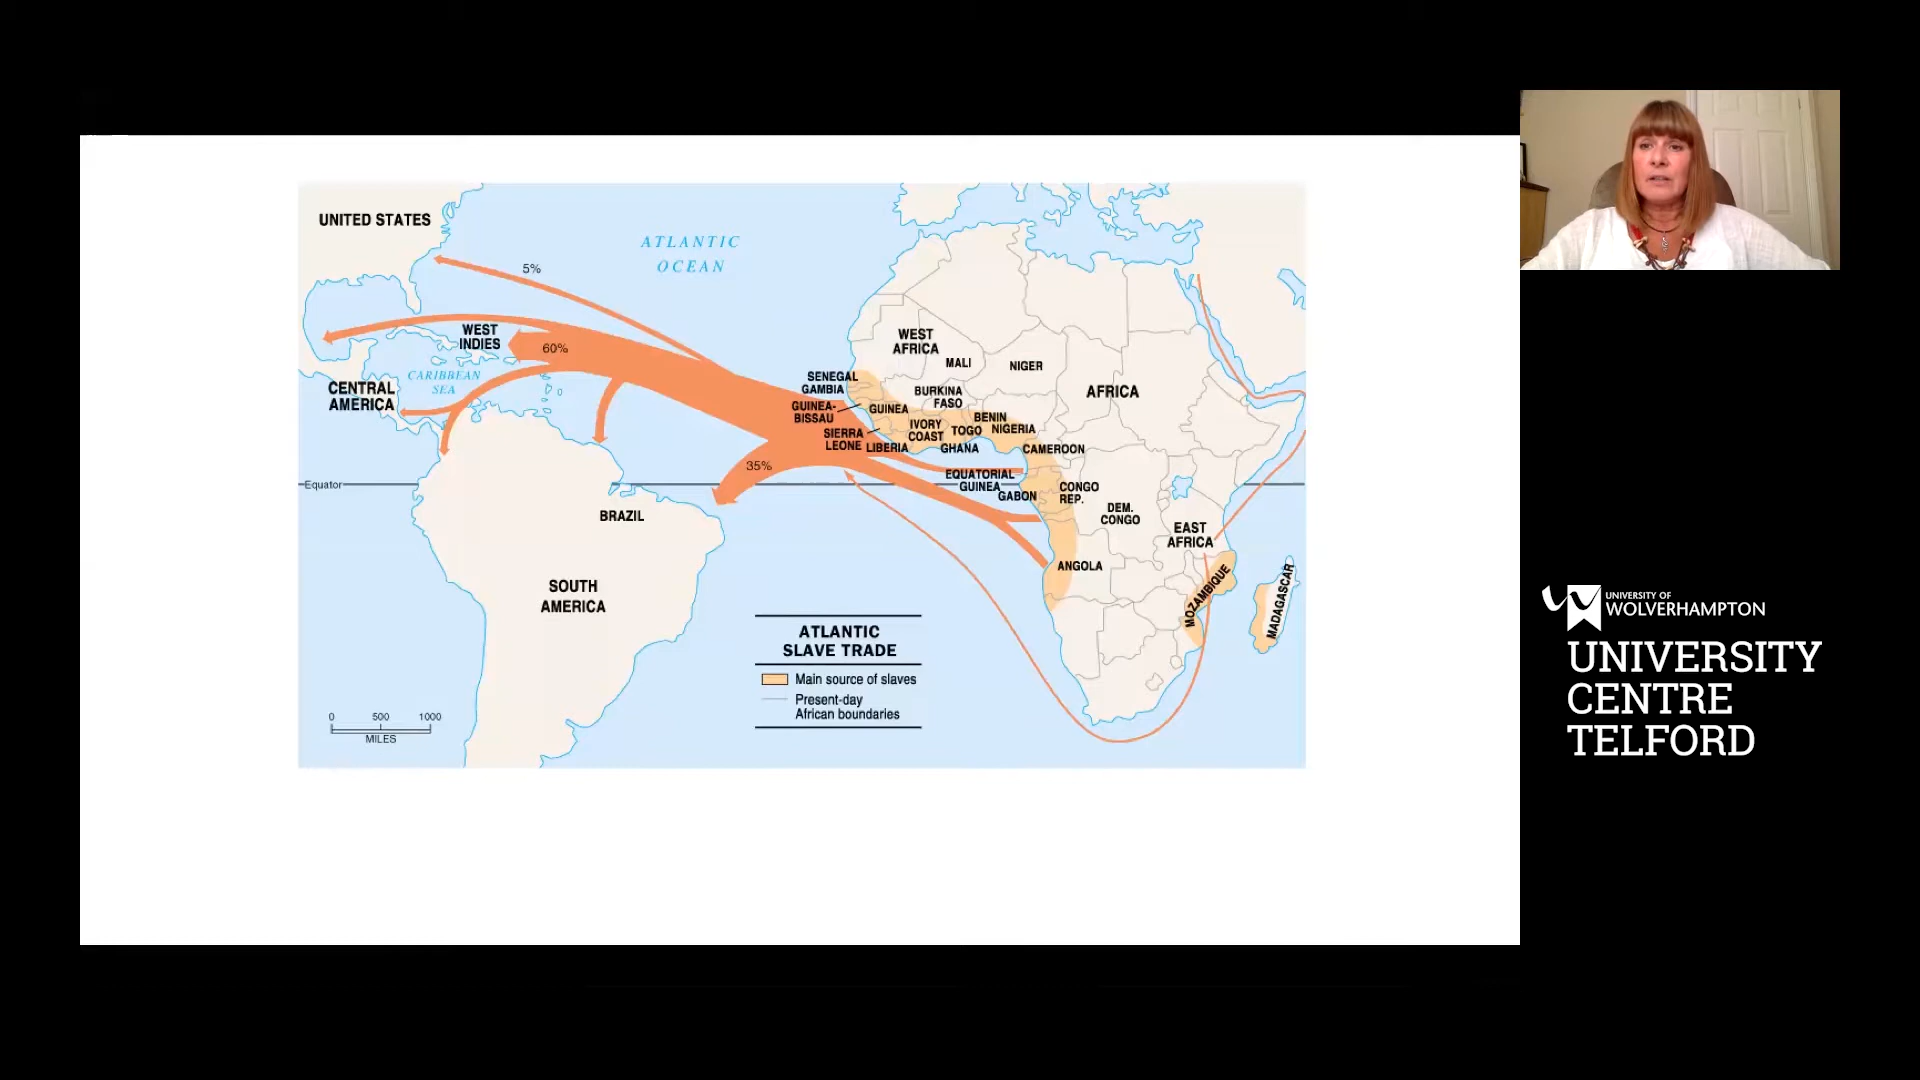 UNITED STATES
ATLANTIC
OCEAN
5%
WEST
INDIES
60%
CARIBBEAN
SEA
CENTRAL
AMERICA
WEST
AFRICA
MALI
NIGER
AFRICA
SENEGAL
GAMBIA
BURKINA
FASO
GUINEA-
BISSAU
GUINEA
BENIN
IVORY
COAST
TOGO
NIGERIA
SIERRA
LEONE
LIBERIA
GHANA
CAMEROON
35%
Equator
EQUATORIAL
GUINEA
GABON
CONGO
REP.
DEM.
CONGO
BRAZIL
EAST
AFRICA
ANGOLA
MOZAMBIQUE
MADAGASCAR
SOUTH
AMERICA
ATLANTIC
SLAVE TRADE
Main source of slaves
Present-day
African boundaries
0 500 1000
MILES
UNIVERSITY OF
WOLVERHAMPTON
UNIVERSITY
CENTRE
TELFORD